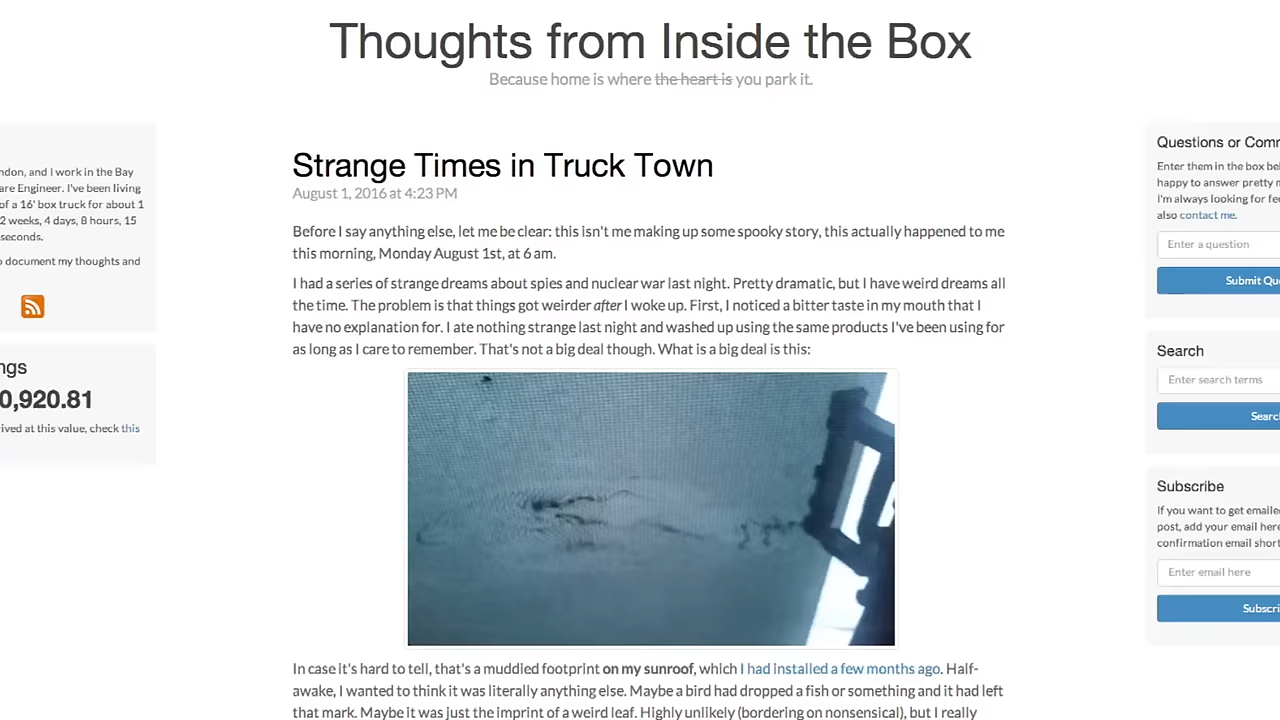 Thoughts from Inside the Box
Because home is where the heart is you park it.
ndon, and I work in the Bay
are Engineer. I've been living
of a 16' box truck for about 1
2 weeks, 4 days, 8 hours, 15
seconds.
o document my thoughts and
ngs
0,920.81
ived at this value, check this
Strange Times in Truck Town
August 1, 2016 at 4:23 PM
Before I say anything else, let me be clear: this isn't me making up some spooky story, this actually happened to me
this morning, Monday August 1st, at 6 am.
I had a series of strange dreams about spies and nuclear war last night. Pretty dramatic, but I have weird dreams all
the time. The problem is that things got weirder after I woke up. First, I noticed a bitter taste in my mouth that I
have no explanation for. I ate nothing strange last night and washed up using the same products I've been using for
as long as I care to remember. That's not a big deal though. What is a big deal is this:
In case it's hard to tell, that's a muddied footprint on my sunroof, which I had installed a few months ago. Half-
awake, I wanted to think it was literally anything else. Maybe a bird had dropped a fish or something and it had left
that mark. Maybe it was just the imprint of a weird leaf. Highly unlikely (bordering on nonsensical), but I really
Questions or Comm
Enter them in the box bel
happy to answer pretty m
I'm always looking for fee
also contact me.
Enter a question
Submit Que
Search
Enter search terms
Searc
Subscribe
If you want to get emaile
post, add your email here
confirmation email short
Enter email here
Subscri